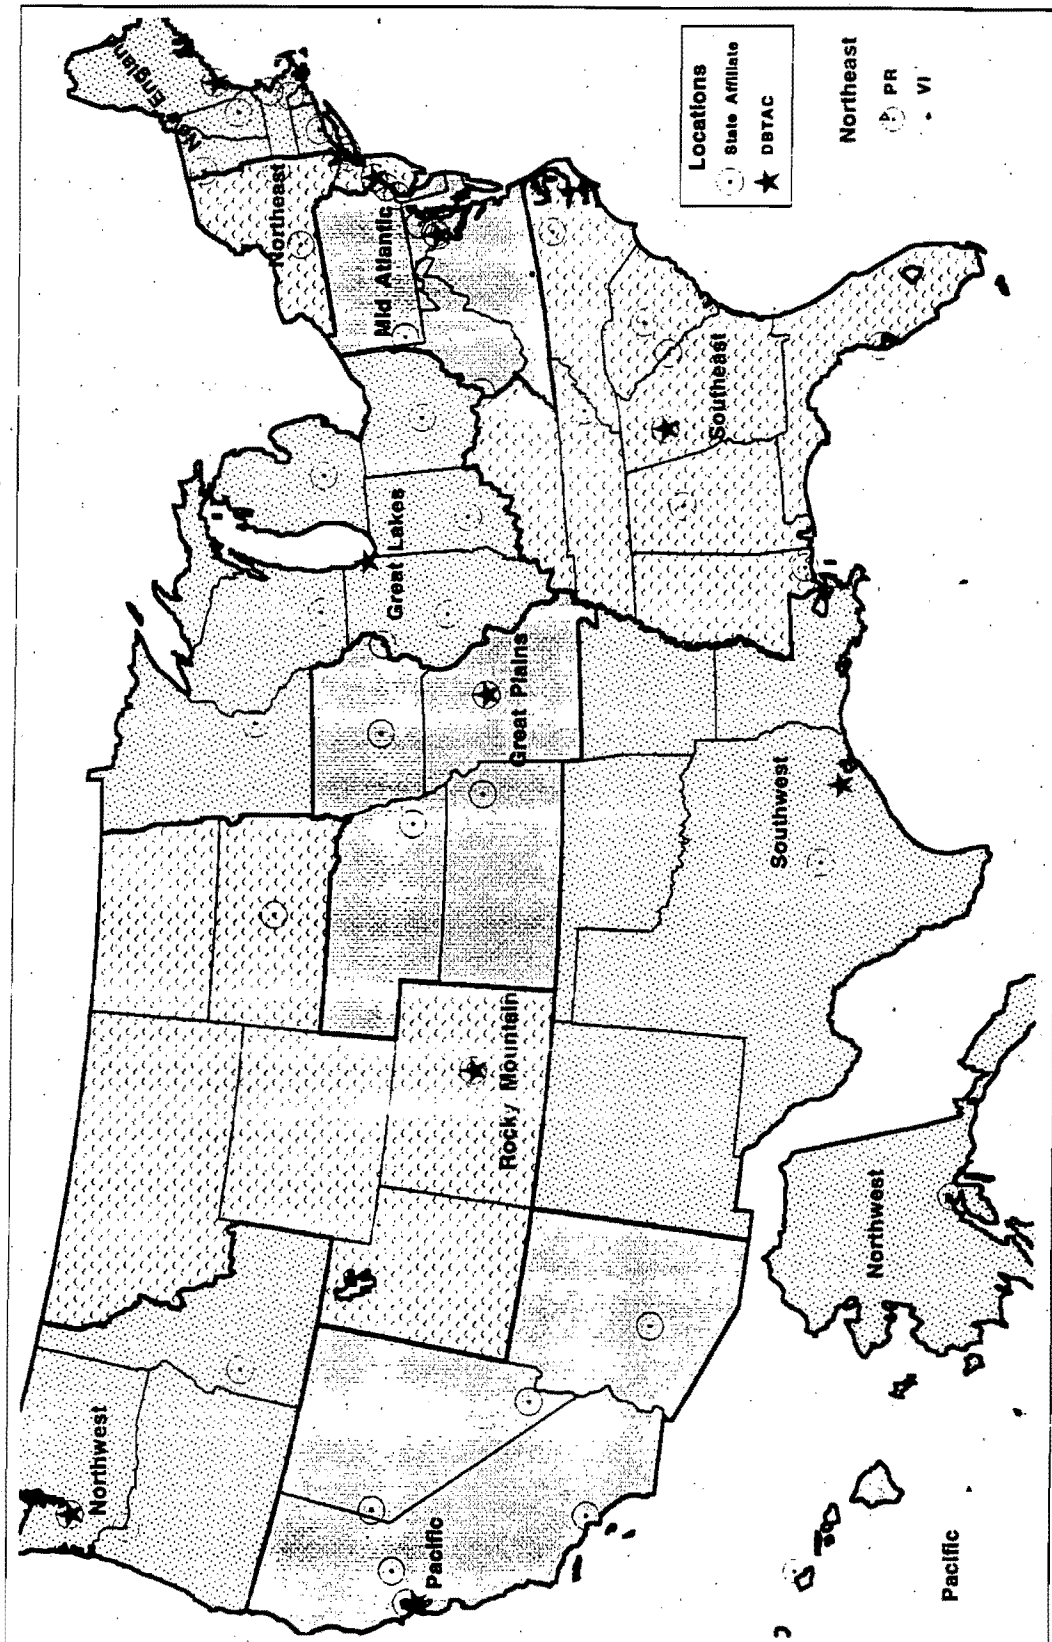 Northwest
Pacific
Rocky Mountain
Great Plains
Southwest
Great Lakes
Southeast
Mid Atlantic
Northeast
New England
Northwest
Pacific
Locations
State Affiliate
DBTAC
Northeast
PR
VI